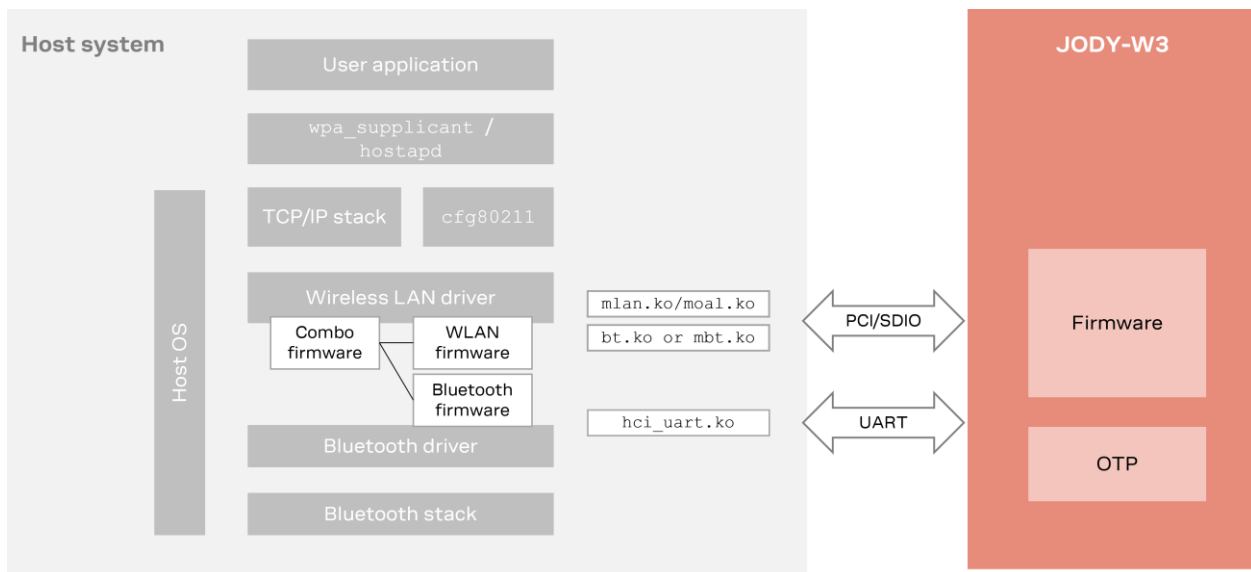 Host system
User application
wpa_supplicant /
hostapd
Host OS
TCP/IP stack
cfg80211
Wireless LAN driver
Combo
firmware
WLAN
firmware
Bluetooth
firmware
Bluetooth driver
Bluetooth stack
mlan.ko/moal.ko
bt.ko or mbt.ko
hci_uart.ko
PCI/SDIO
UART
JODY-W3
Firmware
OTP